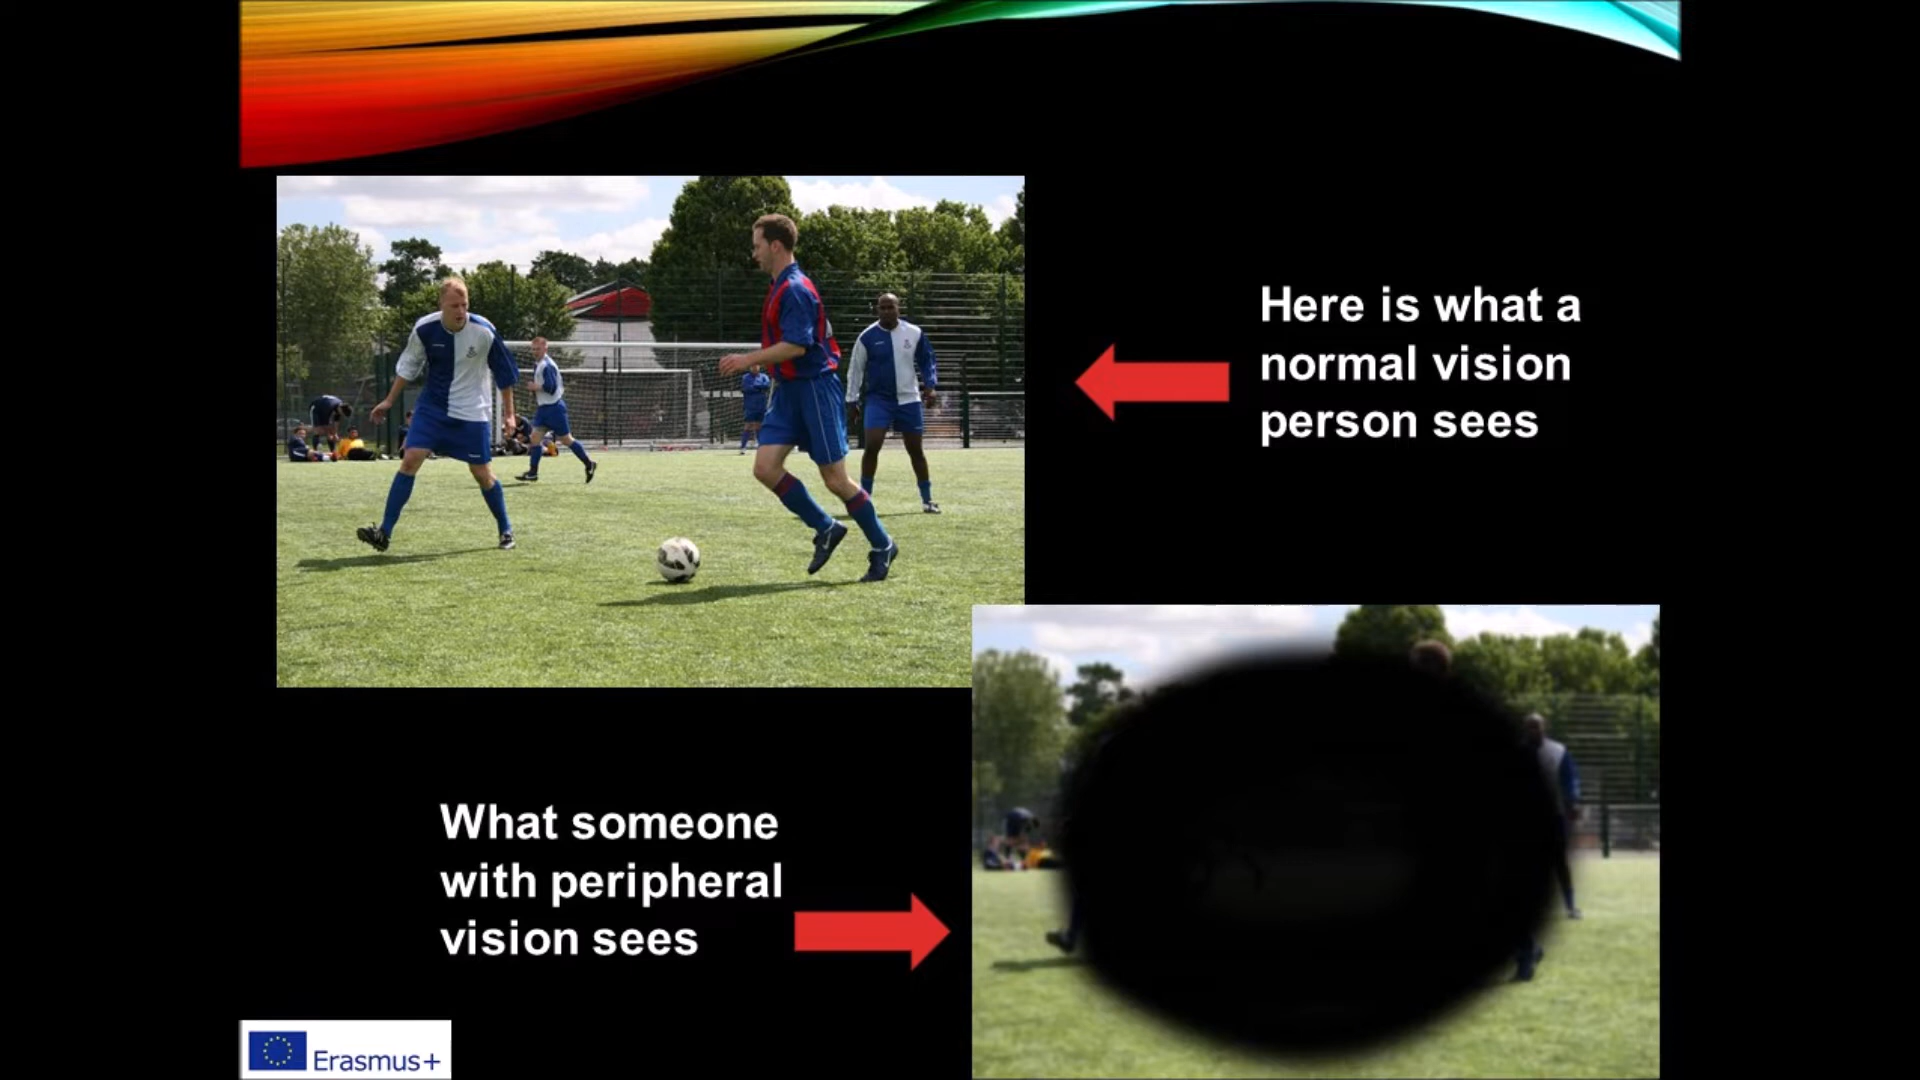 Here is what a
normal vision
person sees
What someone
with peripheral
vision sees
Erasmus+